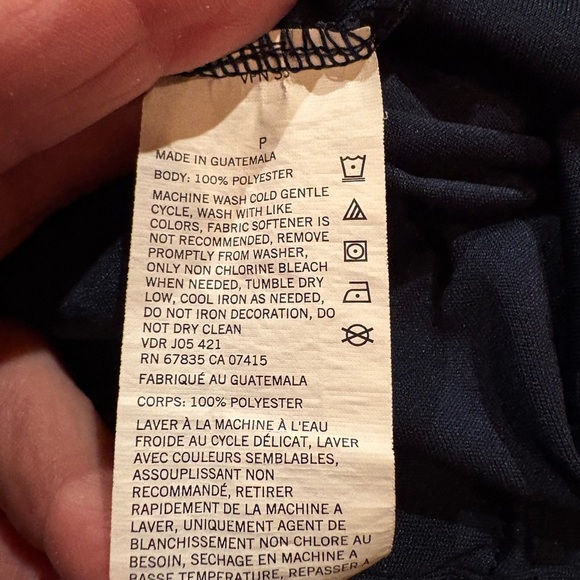 P
MADE IN GUATEMALA
BODY: 100% POLYESTER
MACHINE WASH COLD GENTLE
CYCLE, WASH WITH LIKE
COLORS, FABRIC SOFTENER IS
NOT RECOMMENDED, REMOVE
PROMPTLY FROM WASHER,
ONLY NON CHLORINE BLEACH
WHEN NEEDED, TUMBLE DRY
LOW, COOL IRON AS NEEDED,
DO NOT IRON DECORATION, DO
NOT DRY CLEAN
VDR J05 421
RN 67835 CA 07415
FABRIQUÉ AU GUATEMALA
CORPS: 100% POLYESTER
LAVER À LA MACHINE À L'EAU
FROIDE AU CYCLE DÉLICAT, LAVER
AVEC COULEURS SEMBLABLES,
ASSOUPLISSANT NON
RECOMMANDÉ, RETIRER
RAPIDEMENT DE LA MACHINE A
LAVER, UNIQUEMENT AGENT DE
BLANCHISSEMENT NON CHLORE AU
BESOIN, SECHAGE EN MACHINE A
BASSE TEMPERATURE, REPASSER A